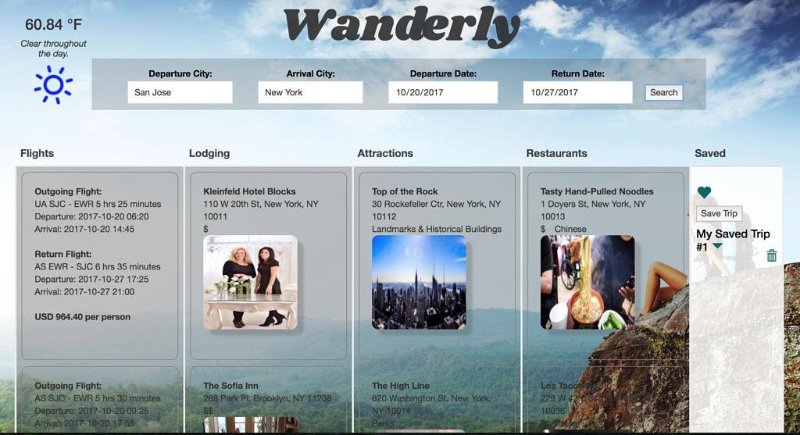 60.84 °F
Clear throughout
the day.
Wanderly
Departure City:
Arrival City:
Departure Date:
Return Date:
San Jose
New York
10/20/2017
10/27/2017
Search
Flights
Lodging
Attractions
Restaurants
Saved
Outgoing Flight:
UA SJC - EWR 5 hrs 25 minutes
Departure: 2017-10-20 06:20
Arrival: 2017-10-20 14:45
Return Flight:
AS EWR - SJC 6 hrs 35 minutes
Departure: 2017-10-27 17:25
Arrival: 2017-10-27 21:00
USD 964.40 per person
Kleinfeld Hotel Blocks
110 W 20th St, New York, NY
10011
$
Top of the Rock
30 Rockefeller Ctr, New York, NY
10112
Landmarks & Historical Buildings
Tasty Hand-Pulled Noodles
1 Doyers St, New York, NY
10013
$ Chinese
Save Trip
My Saved Trip
#1
Outgoing Flight:
AS SJC - EWR 5 hrs 30 minutes
Departure: 2017-10-20 09:25
Arrival: 2017-10-20 17:55
The Sofia Inn
288 Park Pl, Brooklyn, NY 11238
$$
The High Line
820 Washington St, New York,
NY 10014
Parks
Los Tacos
229 W
10036